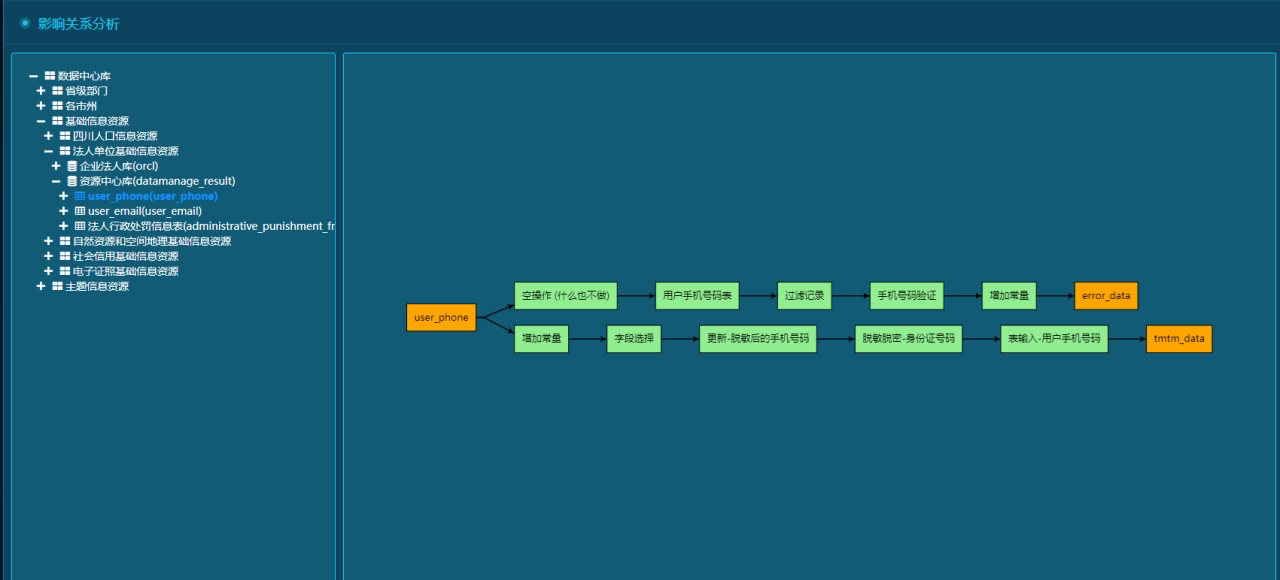 影响关系分析
数据中心库
省级部门
各市州
基础信息资源
四川人口信息资源
法人单位基础信息资源
企业法人库(orcl)
资源中心库(datamanage_result)
user_phone(user_phone)
user_email(user_email)
法人行政处罚信息表(administrative_punishment_fr
自然资源和空间地理基础信息资源
社会信用基础信息资源
电子证照基础信息资源
主题信息资源
空操作 (什么也不做)
用户手机号码表
过滤记录
手机号码验证
增加常量
error_data
user_phone
增加常量
字段选择
更新-脱敏后的手机号码
脱敏脱密-身份证号码
表输入-用户手机号码
tmtm_data